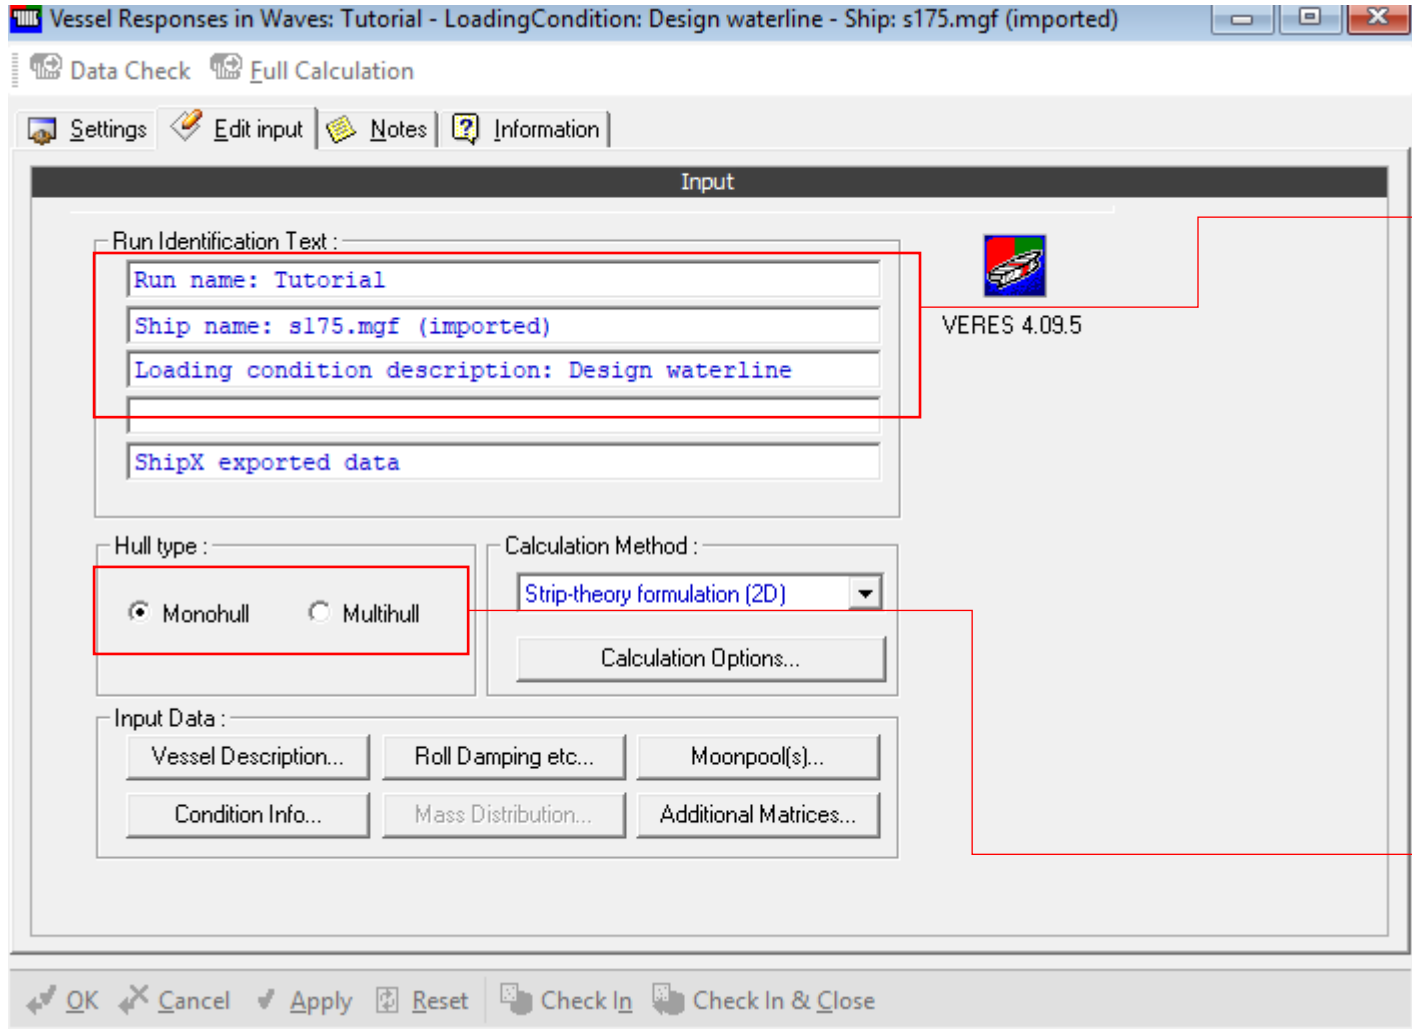 Vessel Responses in Waves: Tutorial - LoadingCondition: Design waterline - Ship: s175.mgf (imported)
Data Check Full Calculation
Settings Edit input Notes Information
Input
Run Identification Text :
Run name: Tutorial
Ship name: s175.mgf (imported)
VERES 4.09.5
Loading condition description: Design waterline
ShipX exported data
Hull type :
Monohull Multihull
Calculation Method :
Strip-theory formulation (2D)
Calculation Options...
Input Data :
Vessel Description... Roll Damping etc... Moonpool(s)...
Condition Info... Mass Distribution... Additional Matrices...
OK Cancel Apply Reset Check In Check In & Close